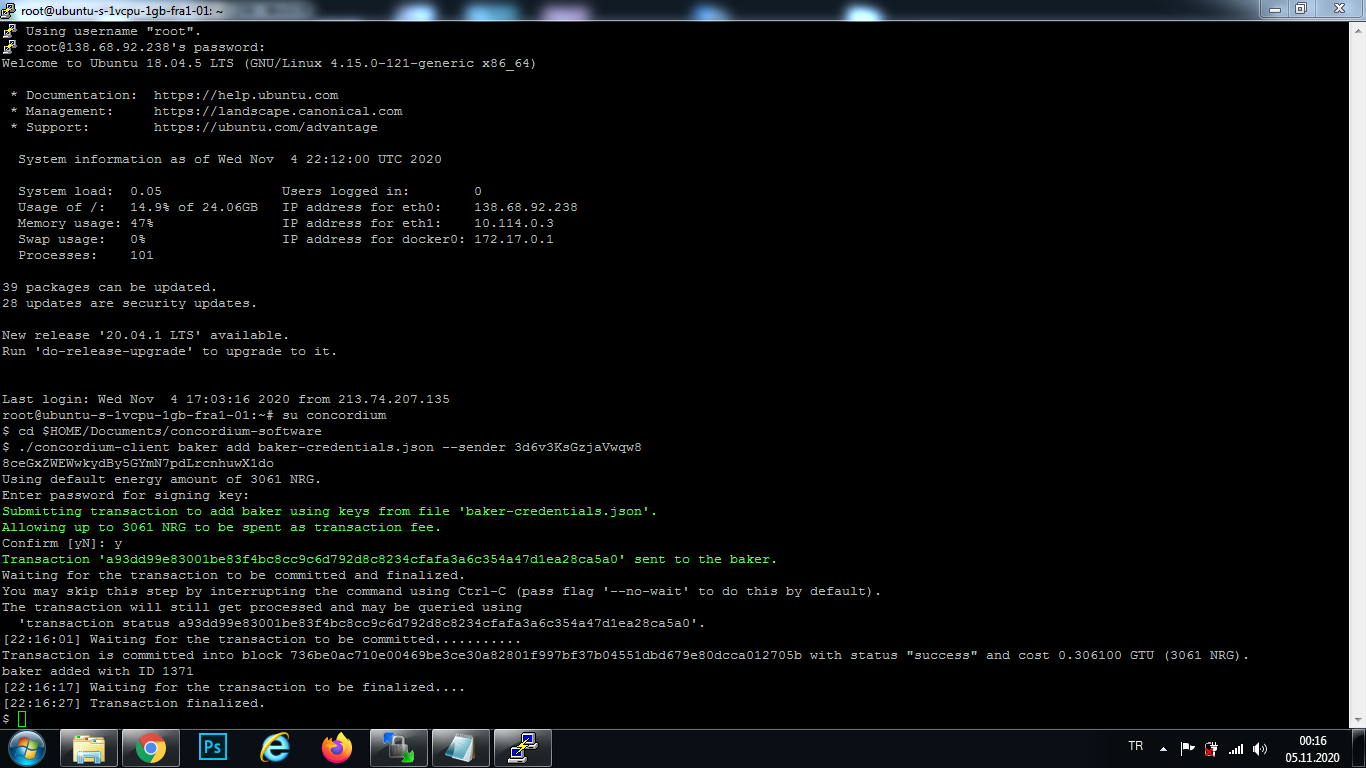 root@ubuntu-s-1vcpu-1gb-fra1-01: ~
Using username "root".
root@138.68.92.238's password:
Welcome to Ubuntu 18.04.5 LTS (GNU/Linux 4.15.0-121-generic x86_64)
* Documentation:  https://help.ubuntu.com
* Management:     https://landscape.canonical.com
* Support:        https://ubuntu.com/advantage
System information as of Wed Nov  4 22:12:00 UTC 2020
System load:  0.05               Users logged in:        0
Usage of /:   14.9% of 24.06GB   IP address for eth0:    138.68.92.238
Memory usage: 47%                IP address for eth1:    10.114.0.3
Swap usage:   0%                 IP address for docker0: 172.17.0.1
Processes:    101
39 packages can be updated.
28 updates are security updates.
New release '20.04.1 LTS' available.
Run 'do-release-upgrade' to upgrade to it.
Last login: Wed Nov  4 17:03:16 2020 from 213.74.207.135
root@ubuntu-s-1vcpu-1gb-fra1-01:~# su concordium
$ cd $HOME/Documents/concordium-software
$ ./concordium-client baker add baker-credentials.json --sender 3d6v3KsGzjaVwqw8
8ceGxZWEWwkydBy5GYmN7pdLrcnhuwX1do
Using default energy amount of 3061 NRG.
Enter password for signing key:
Submitting transaction to add baker using keys from file 'baker-credentials.json'.
Allowing up to 3061 NRG to be spent as transaction fee.
Confirm [yN]: y
Transaction 'a93dd99e83001be83f4bc8cc9c6d792d8c8234cfafa3a6c354a47d1ea28ca5a0' sent to the baker.
Waiting for the transaction to be committed and finalized.
You may skip this step by interrupting the command using Ctrl-C (pass flag '--no-wait' to do this by default).
The transaction will still get processed and may be queried using
'transaction status a93dd99e83001be83f4bc8cc9c6d792d8c8234cfafa3a6c354a47d1ea28ca5a0'.
[22:16:01] Waiting for the transaction to be committed...........
Transaction is committed into block 736be0ac710e00469be3ce30a82801f997bf37b04551dbd679e80dcca012705b with status "success" and cost 0.306100 GTU (3061 NRG).
baker added with ID 1371
[22:16:17] Waiting for the transaction to be finalized....
[22:16:27] Transaction finalized.
$
Ps
TR
00:16
05.11.2020